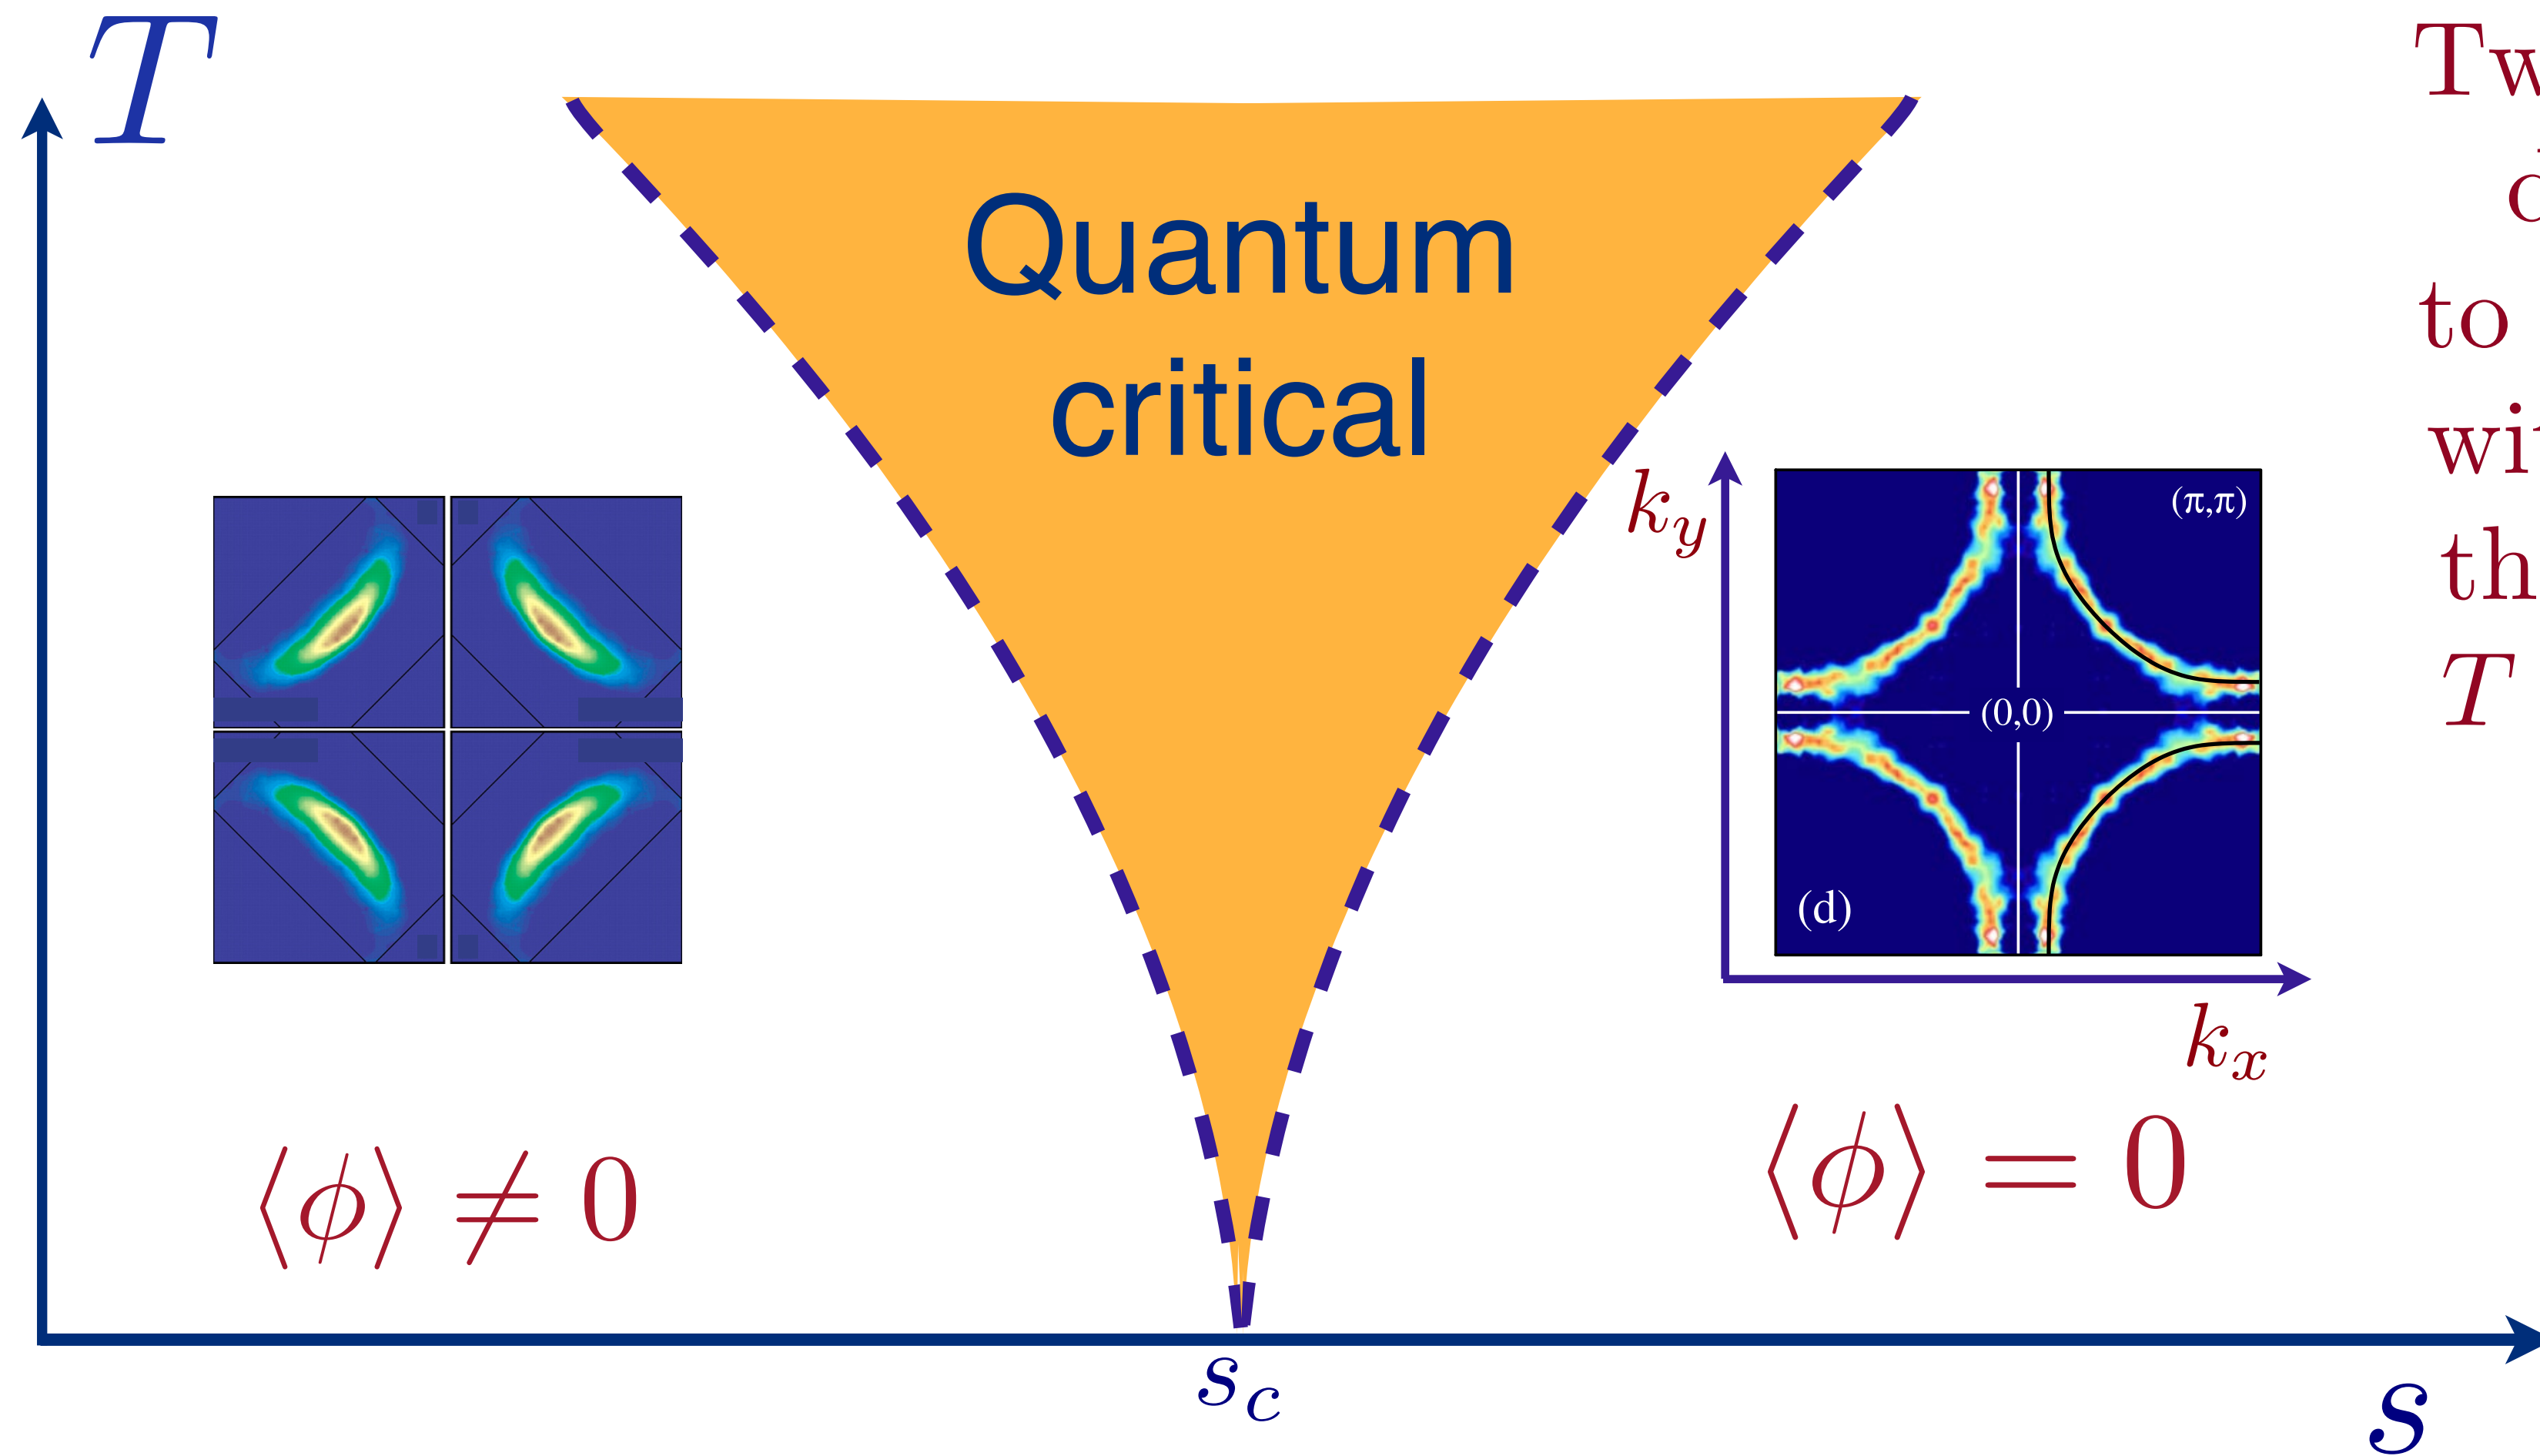 T
Quantum
critical
k_y
(π,π)
(0,0)
(d)
k_x
⟨ϕ⟩ ≠ 0
⟨ϕ⟩ = 0
s_c
s
to
T